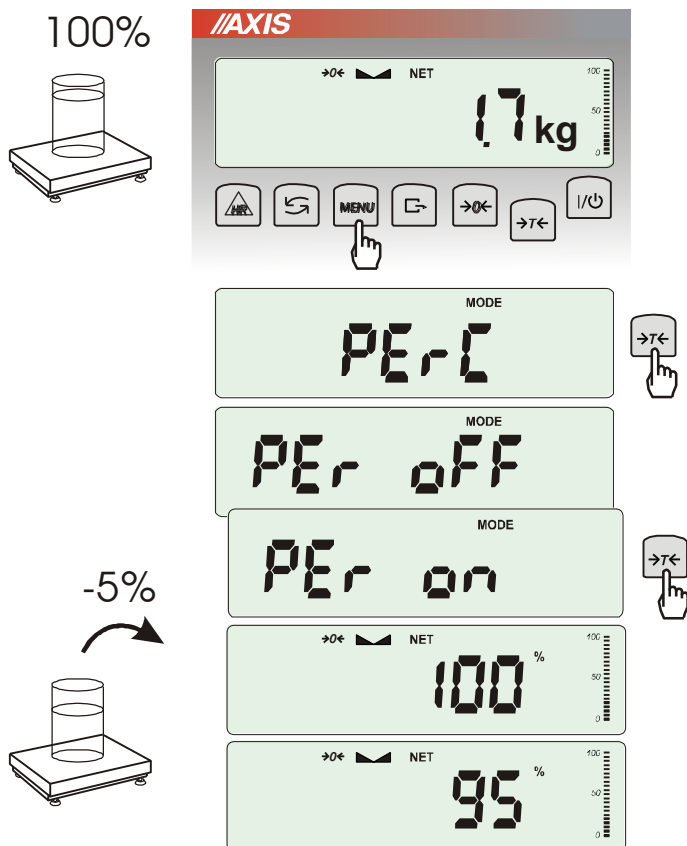 100%
AXIS
→0← NET 100
50
1.7 kg
0
HR MENU →0← →T← I/
MODE
PErC
→T←
MODE
PEr oFF
MODE
PEr on
→T←
-5%
→0← NET 100
100 %
50
0
→0← NET 100
95 %
50
0